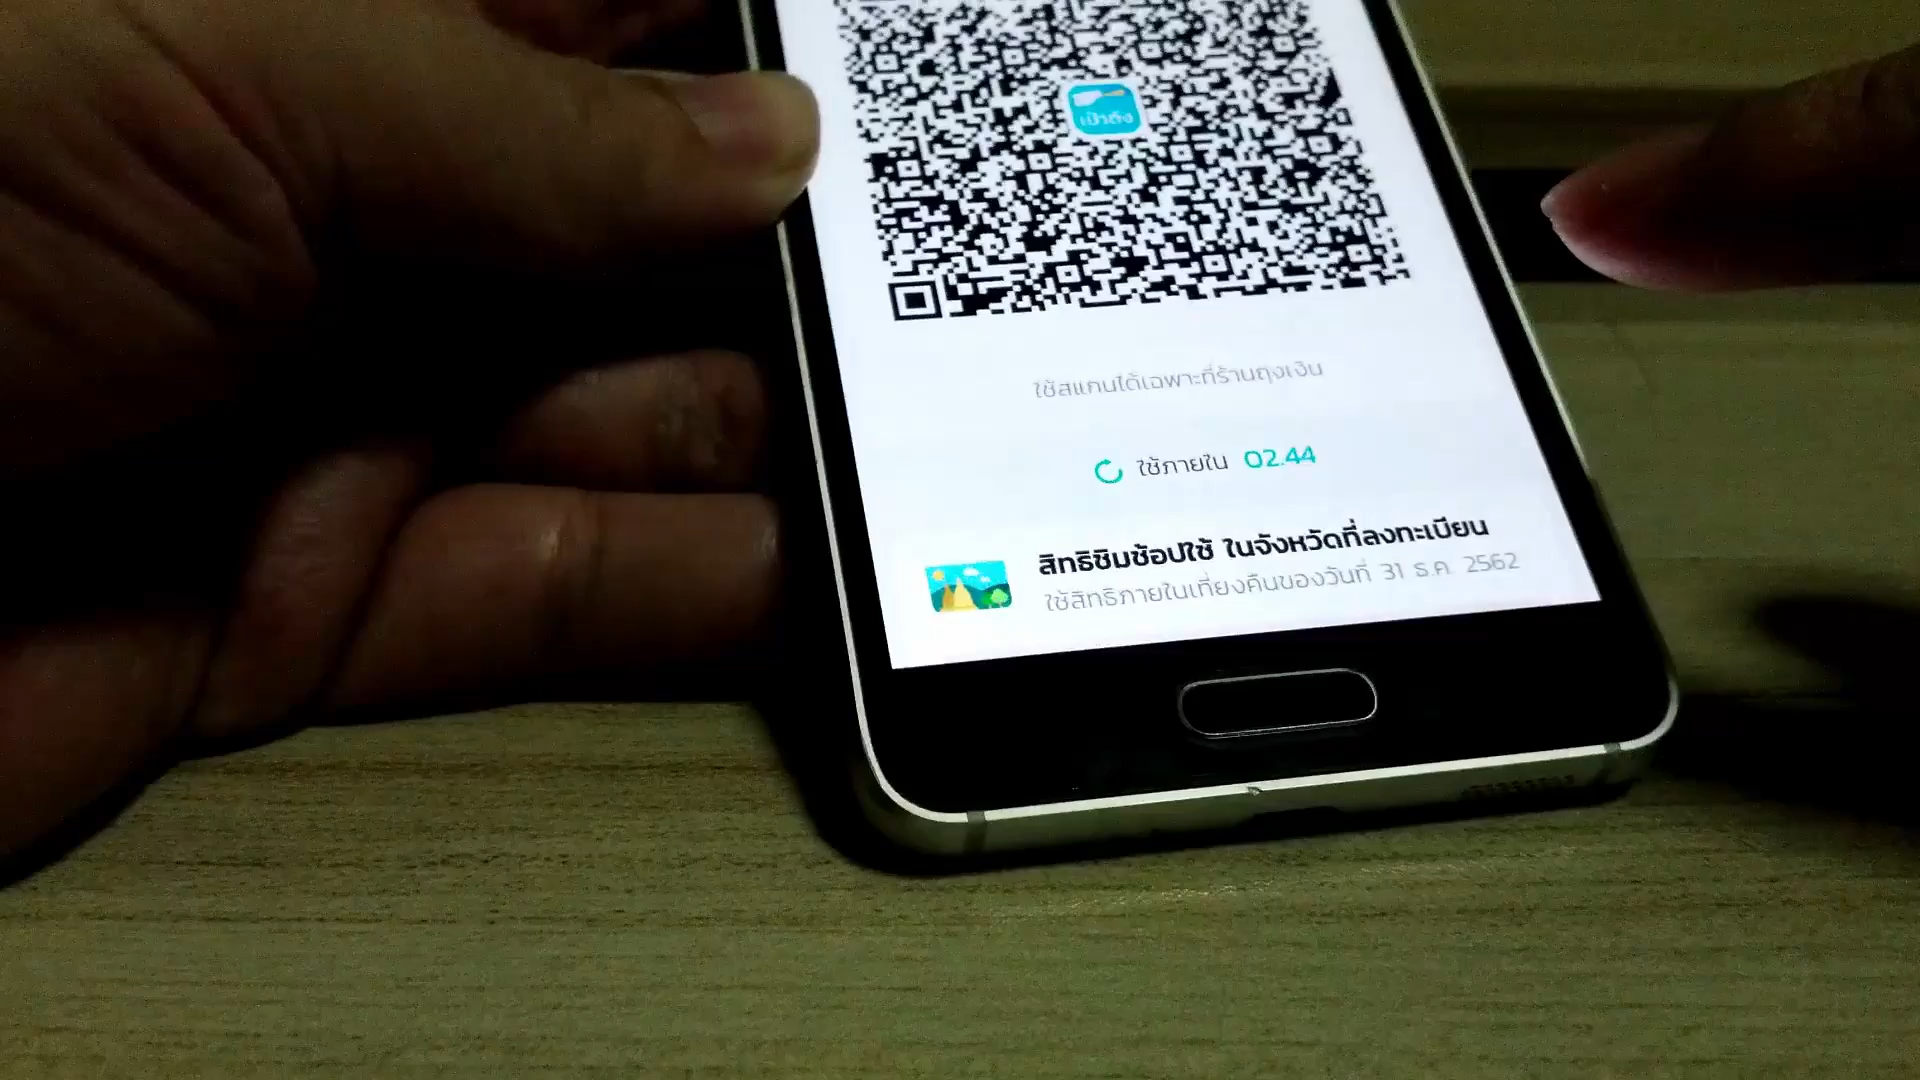 เป๋าตัง
ใช้สแกนได้เฉพาะที่ร้านถุงเงิน
ใช้ภายใน 02.44
สิทธิชิมช้อปใช้ ในจังหวัดที่ลงทะเบียน
ใช้สิทธิภายในเที่ยงคืนของวันที่ 31 ธ.ค. 2562